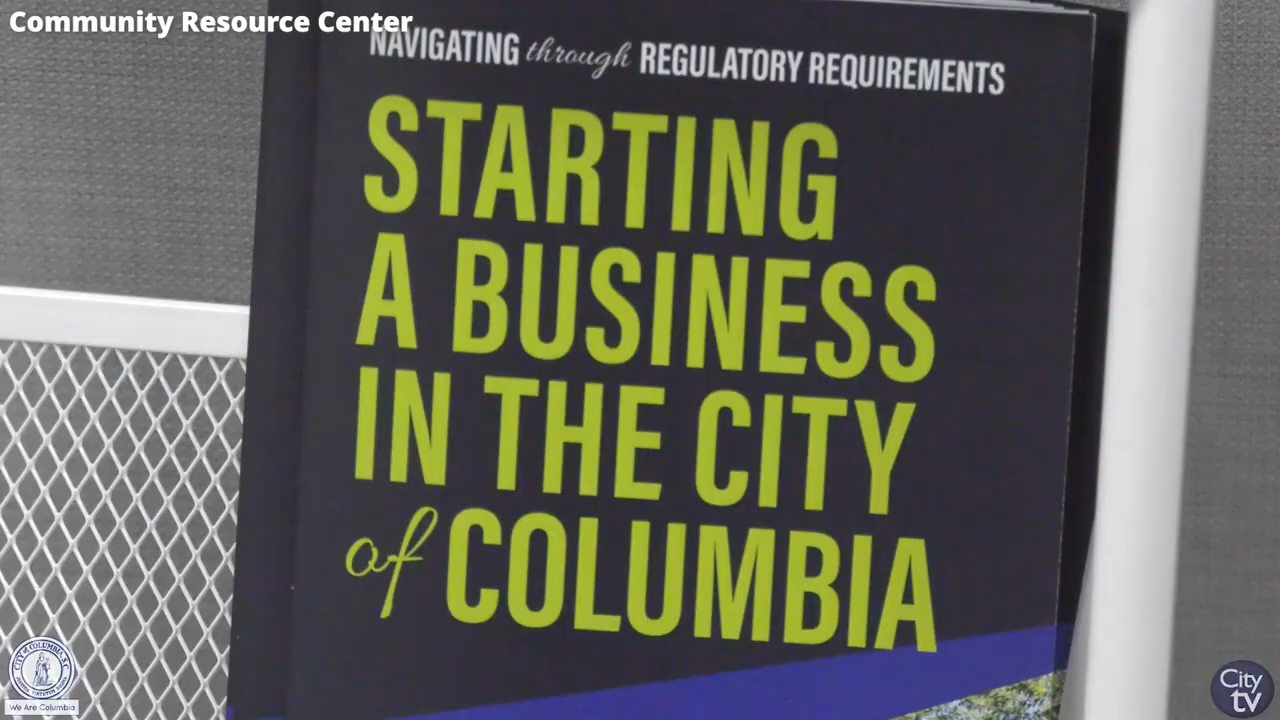 Community Resource Center
NAVIGATING through REGULATORY REQUIREMENTS
STARTING
A BUSINESS
IN THE CITY
of COLUMBIA
We Are Columbia
City
tv